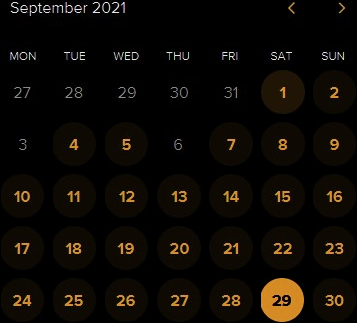 September 2021
MON TUE WED THU FRI SAT SUN
27 28 29 30 31 1 2
3 4 5 6 7 8 9
10 11 12 13 14 15 16
17 18 19 20 21 22 23
24 25 26 27 28 29 30